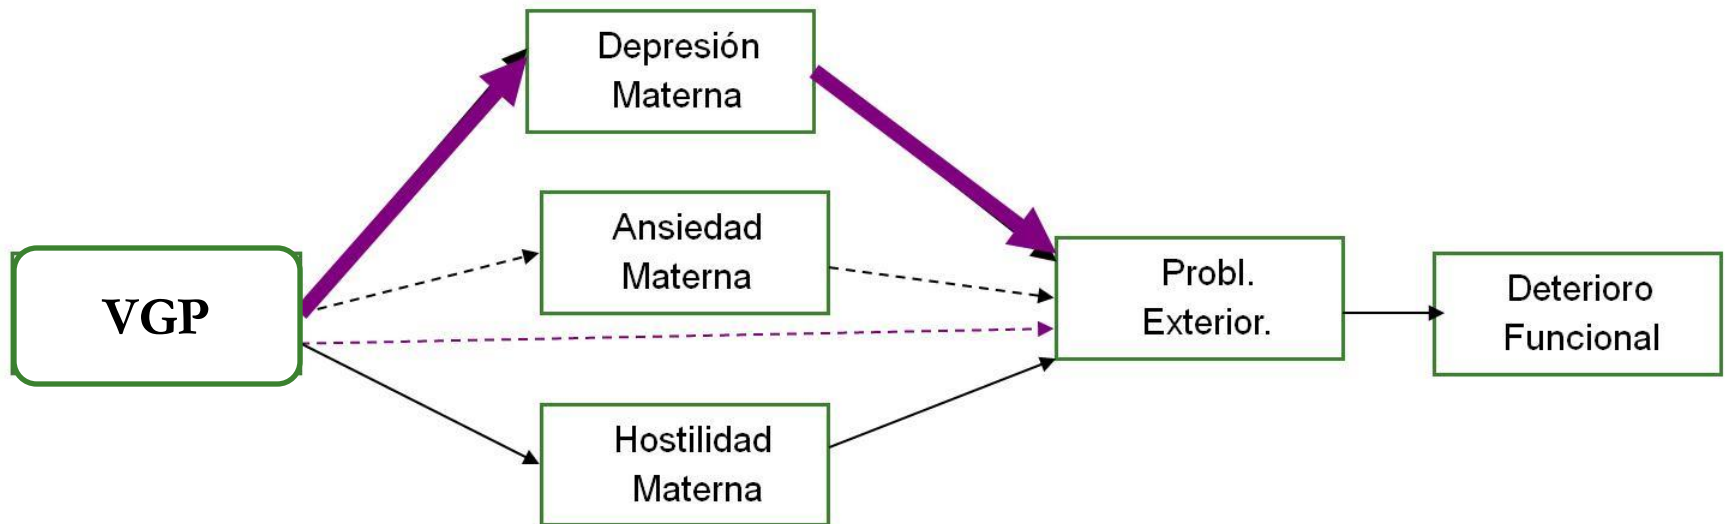 Depresión
Materna
Ansiedad
Materna
VGP
Probl.
Exterior.
Deterioro
Funcional
Hostilidad
Materna